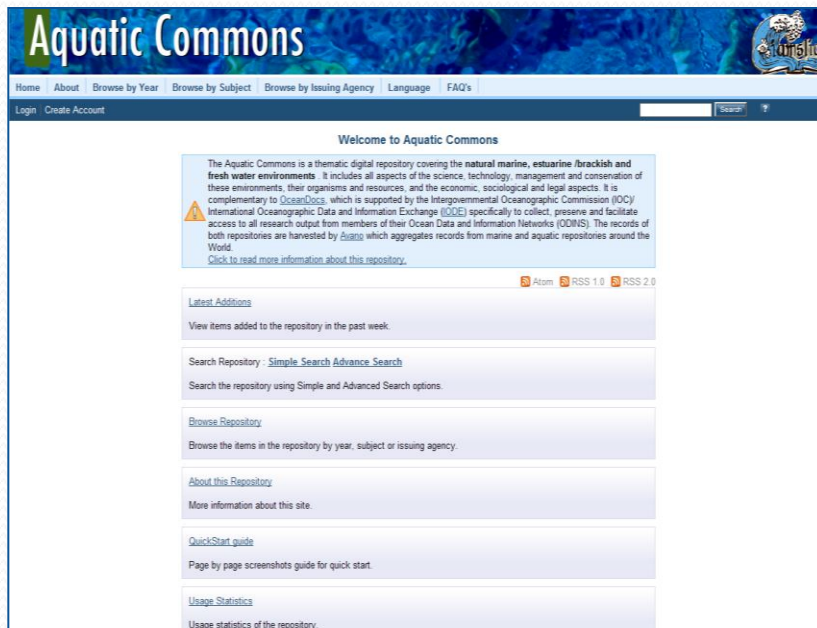 Aquatic Commons
Home About Browse by Year Browse by Subject Browse by Issuing Agency Language FAQ's
Login Create Account Search ?
Welcome to Aquatic Commons
The Aquatic Commons is a thematic digital repository covering the natural marine, estuarine /brackish and
fresh water environments . It includes all aspects of the science, technology, management and conservation of
these environments, their organisms and resources, and the economic, sociological and legal aspects. It is
complementary to OceanDocs, which is supported by the Intergovernmental Oceanographic Commission (IOC)/
International Oceanographic Data and Information Exchange (IODE) specifically to collect, preserve and facilitate
access to all research output from members of their Ocean Data and Information Networks (ODINS). The records of
both repositories are harvested by Avano which aggregates records from marine and aquatic repositories around the
World.
Click to read more information about this repository.
Atom RSS 1.0 RSS 2.0
Latest Additions
View items added to the repository in the past week.
Search Repository : Simple Search Advance Search
Search the repository using Simple and Advanced Search options.
Browse Repository
Browse the items in the repository by year, subject or issuing agency.
About this Repository
More information about this site.
QuickStart guide
Page by page screenshots guide for quick start.
Usage Statistics
Usage statistics of the repository.